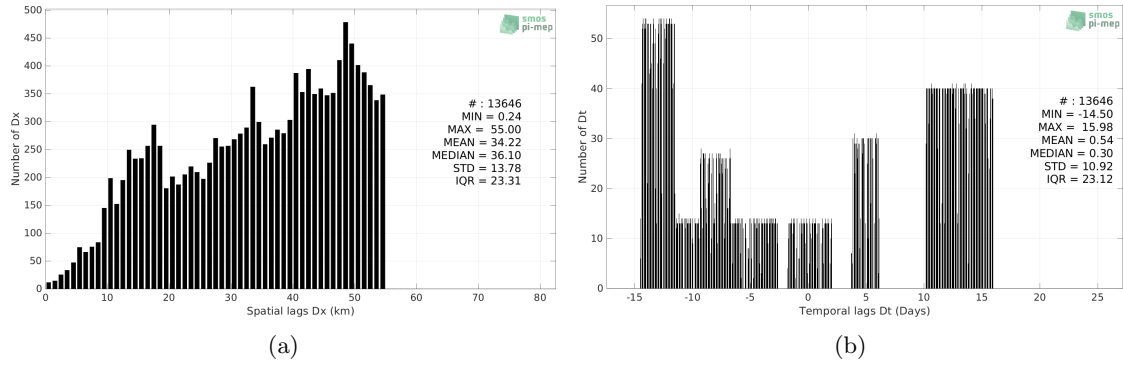 500
450
400
350
300
250
200
150
100
50
0
Number of Dx
0 10 20 30 40 50 60 70 80
Spatial lags Dx (km)
smos
pi-mep
# : 13646
MIN = 0.24
MAX = 55.00
MEAN = 34.22
MEDIAN = 36.10
STD = 13.78
IQR = 23.31
(a)
50
40
30
20
10
0
Number of Dt
-15 -10 -5 0 5 10 15 20 25
Temporal lags Dt (Days)
smos
pi-mep
# : 13646
MIN = -14.50
MAX = 15.98
MEAN = 0.54
MEDIAN = 0.30
STD = 10.92
IQR = 23.12
(b)